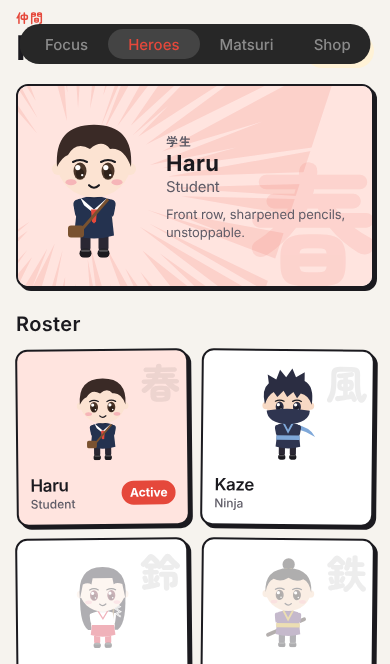 仲間
Focus
Heroes
Matsuri
Shop
学生
Haru
Student
Front row, sharpened pencils,
unstoppable.
春
Roster
春
Haru
Student
Active
風
Kaze
Ninja
鈴
鉄